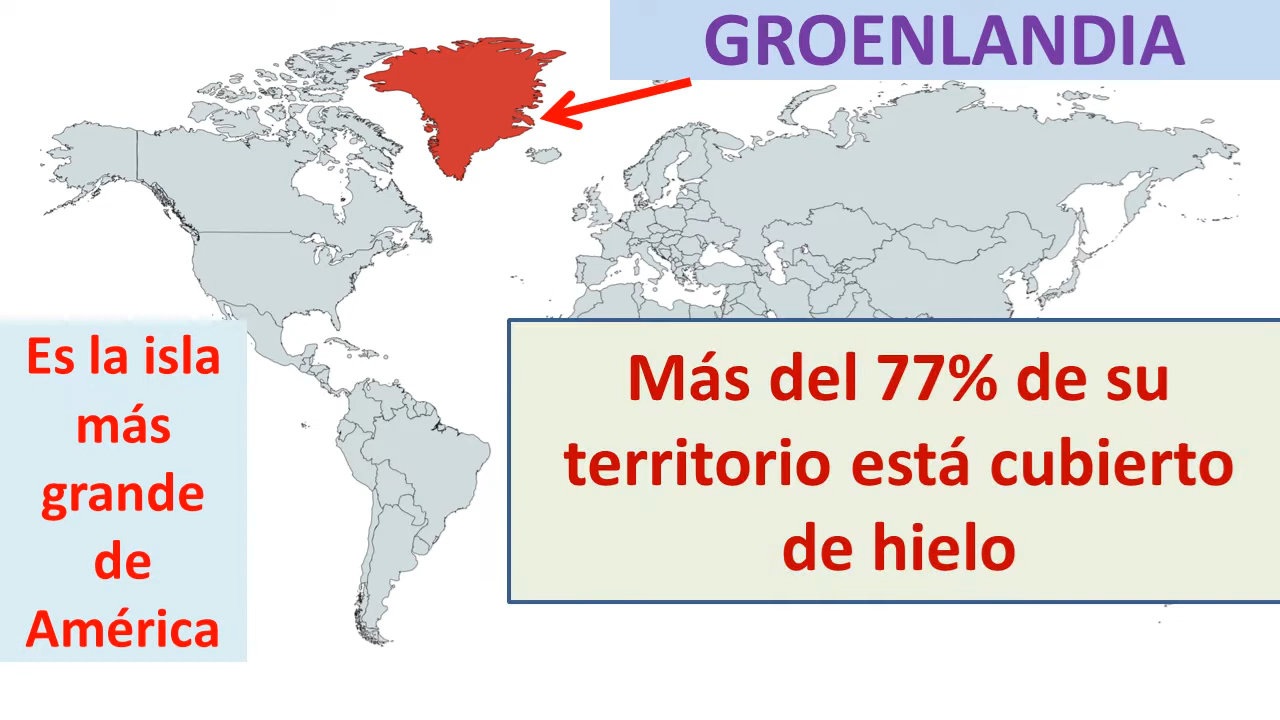 GROENLANDIA
Es la isla
más
grande
de
América
Más del 77% de su
territorio está cubierto
de hielo